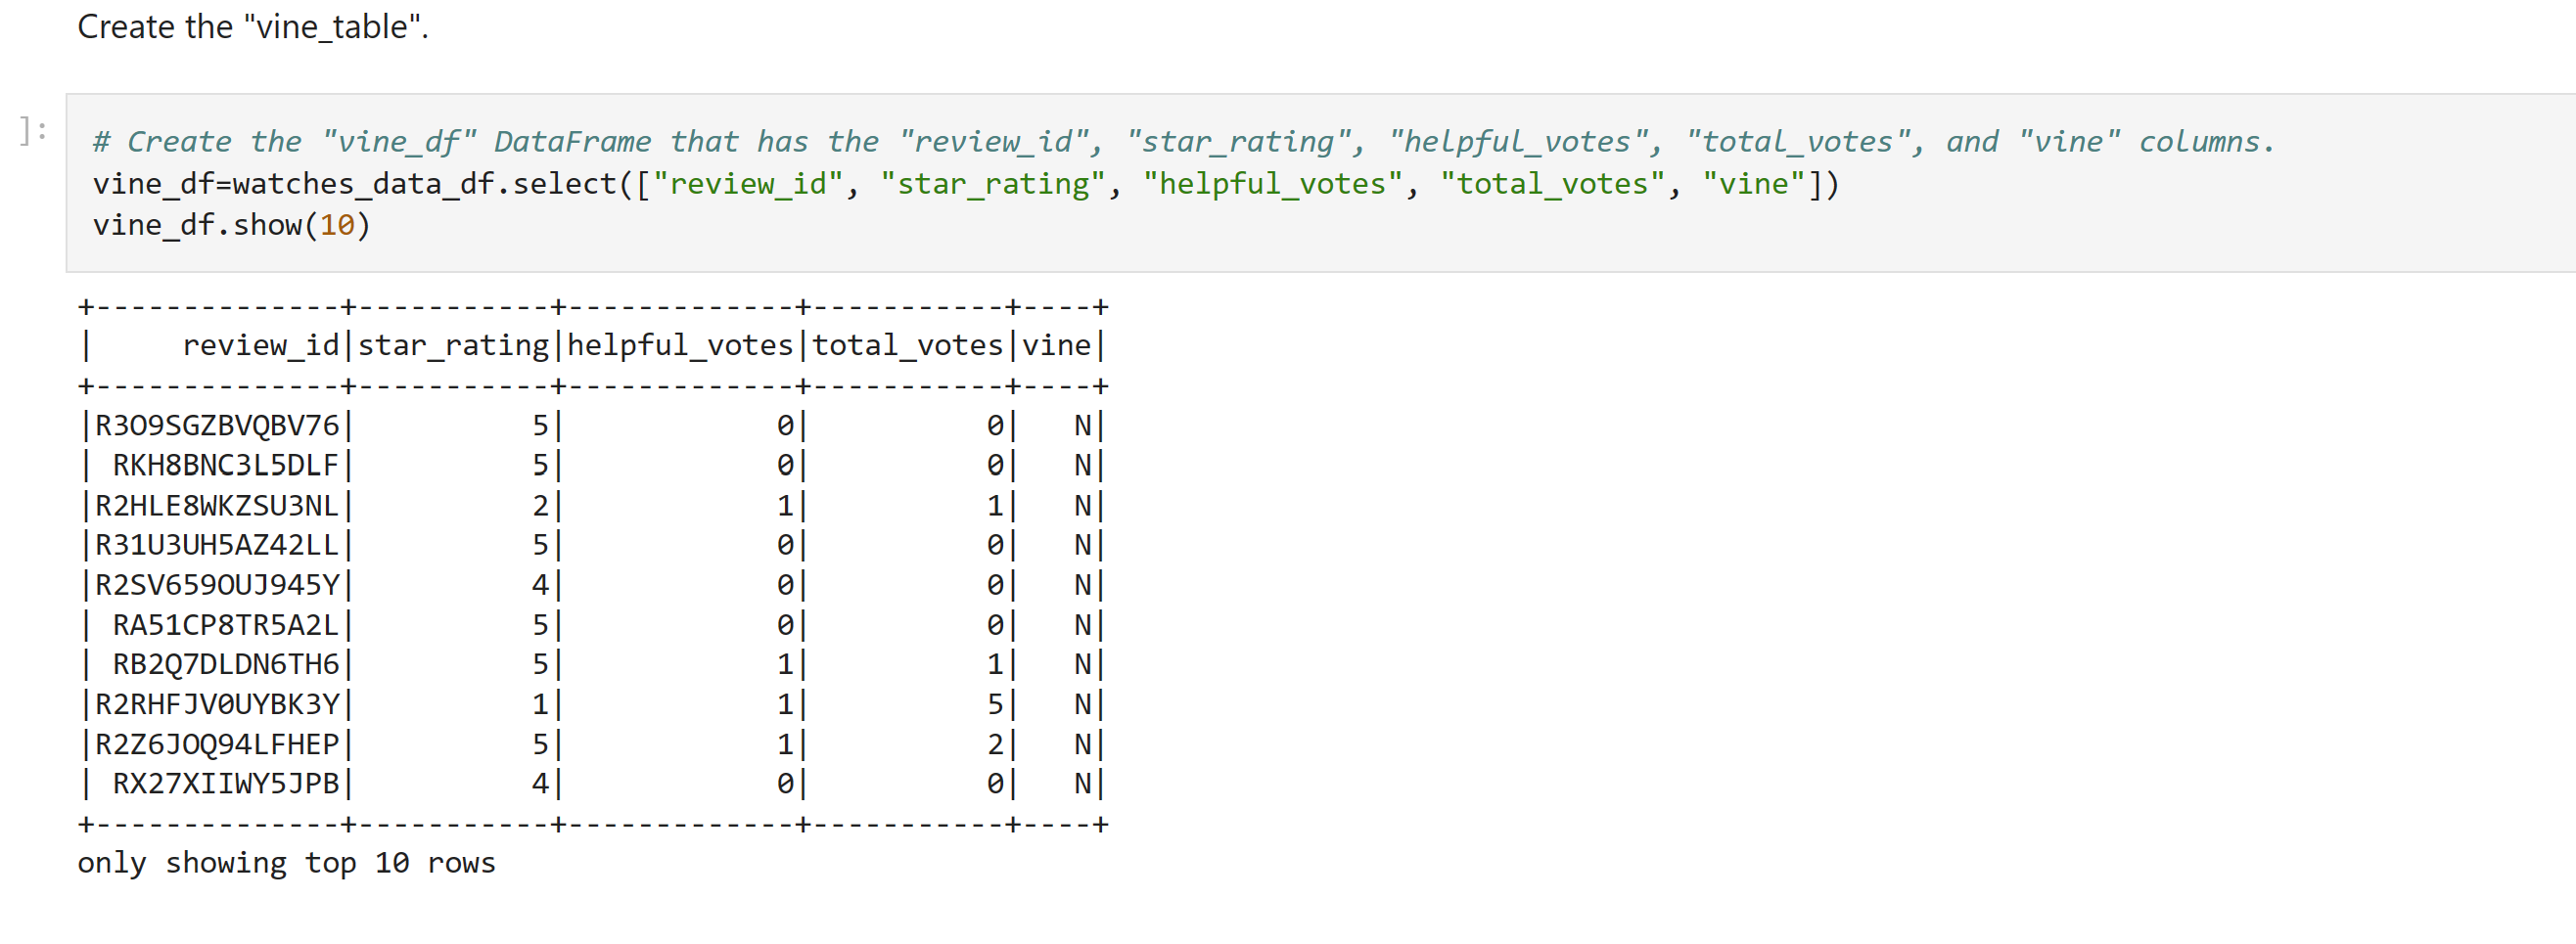 Create the "vine_table".
]:
# Create the "vine_df" DataFrame that has the "review_id", "star_rating", "helpful_votes", "total_votes", and "vine" columns.
vine_df=watches_data_df.select(["review_id", "star_rating", "helpful_votes", "total_votes", "vine"])
vine_df.show(10)
+--------------+-----------+-------------+-----------+----+
|     review_id|star_rating|helpful_votes|total_votes|vine|
+--------------+-----------+-------------+-----------+----+
|R3O9SGZBVQBV76|          5|            0|          0|   N|
| RKH8BNC3L5DLF|          5|            0|          0|   N|
|R2HLE8WKZSU3NL|          2|            1|          1|   N|
|R31U3UH5AZ42LL|          5|            0|          0|   N|
|R2SV659OUJ945Y|          4|            0|          0|   N|
| RA51CP8TR5A2L|          5|            0|          0|   N|
| RB2Q7DLDN6TH6|          5|            1|          1|   N|
|R2RHFJV0UYBK3Y|          1|            1|          5|   N|
|R2Z6JOQ94LFHEP|          5|            1|          2|   N|
| RX27XIIWY5JPB|          4|            0|          0|   N|
+--------------+-----------+-------------+-----------+----+
only showing top 10 rows